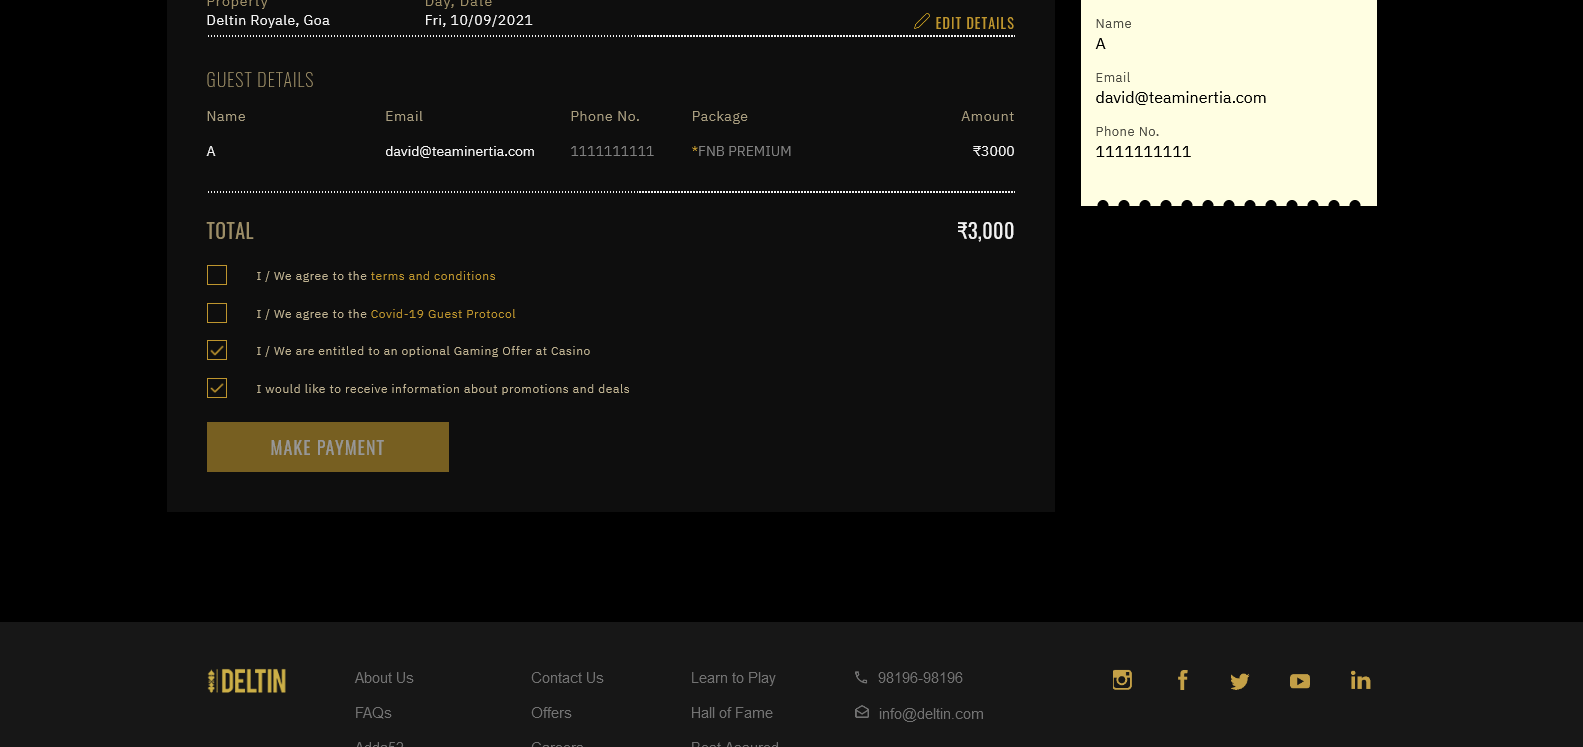 Property Day, Date
Deltin Royale, Goa Fri, 10/09/2021 EDIT DETAILS
GUEST DETAILS
Name Email Phone No. Package Amount
A david@teaminertia.com 1111111111 *FNB PREMIUM ₹3000
TOTAL ₹3,000
I / We agree to the terms and conditions
I / We agree to the Covid-19 Guest Protocol
I / We are entitled to an optional Gaming Offer at Casino
I would like to receive information about promotions and deals
MAKE PAYMENT
Name
A
Email
david@teaminertia.com
Phone No.
1111111111
DELTIN About Us Contact Us Learn to Play 98196-98196
FAQs Offers Hall of Fame info@deltin.com
Adda52 Careers Rest Assured